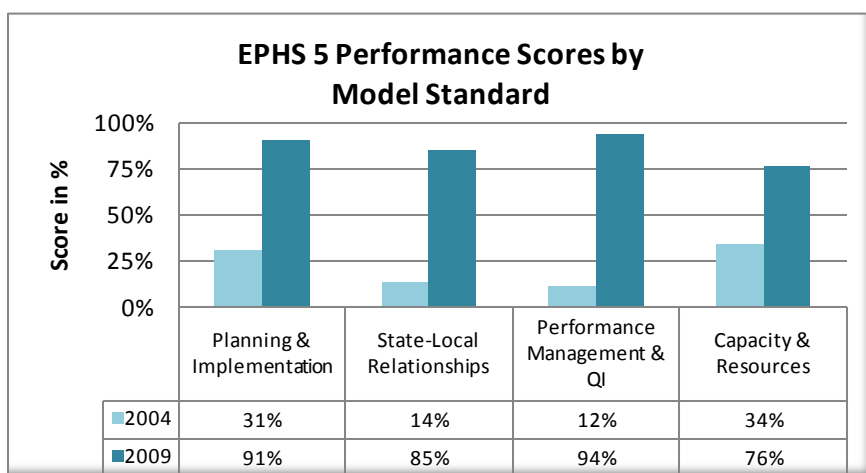 EPHS 5 Performance Scores by
Model Standard
Score in %
100%
75%
50%
25%
0%
Planning &
Implementation
State-Local
Relationships
Performance
Management &
QI
Capacity &
Resources
2004 31% 14% 12% 34%
2009 91% 85% 94% 76%